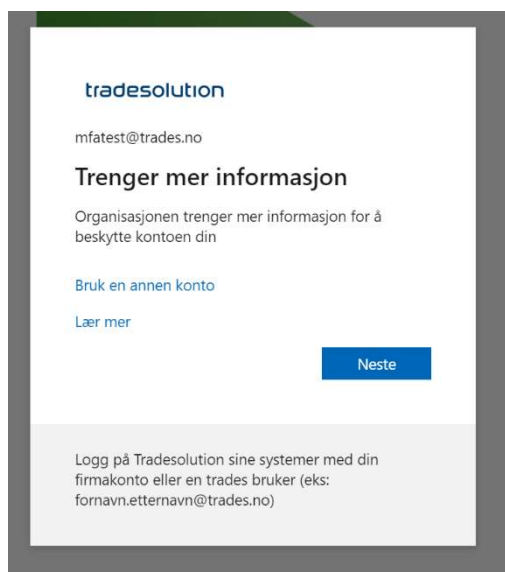 tradesolution
mfatest@trades.no
Trenger mer informasjon
Organisasjonen trenger mer informasjon for å
beskytte kontoen din
Bruk en annen konto
Lær mer
Neste
Logg på Tradesolution sine systemer med din
firmakonto eller en trades bruker (eks:
fornavn.etternavn@trades.no)